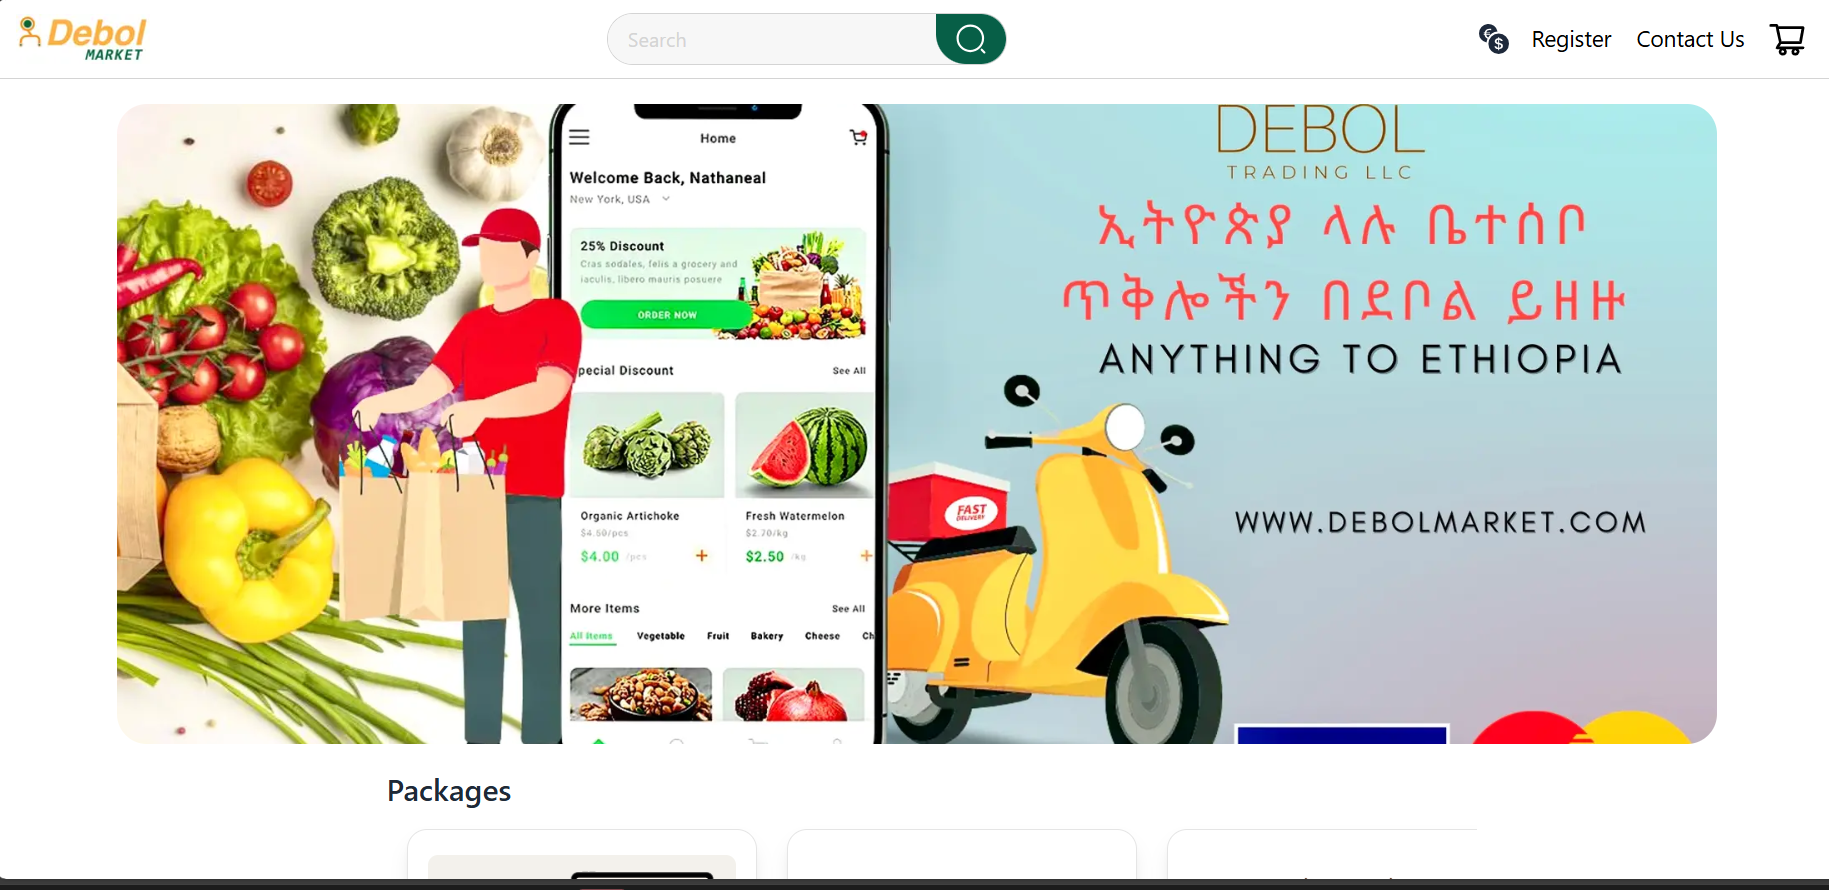 Debol
MARKET
Search
Register
Contact Us
Home
Welcome Back, Nathaneal
New York, USA
25% Discount
Cras sodales, felis a grocery and
iaculis, libero mauris posuere
ORDER NOW
pecial Discount
See All
Organic Artichoke
$4.50/pcs
$4.00 /pcs
Fresh Watermelon
$2.70/kg
$2.50 /kg
More Items
See All
All Items
Vegetable
Fruit
Bakery
Cheese
Ch
DEBOL
TRADING LLC
ኢትዮጵያ ላሉ ቤተሰቦ
ጥቅሎችን በደቦል ይዘዙ
ANYTHING TO ETHIOPIA
FAST
DELIVERY
WWW.DEBOLMARKET.COM
Packages